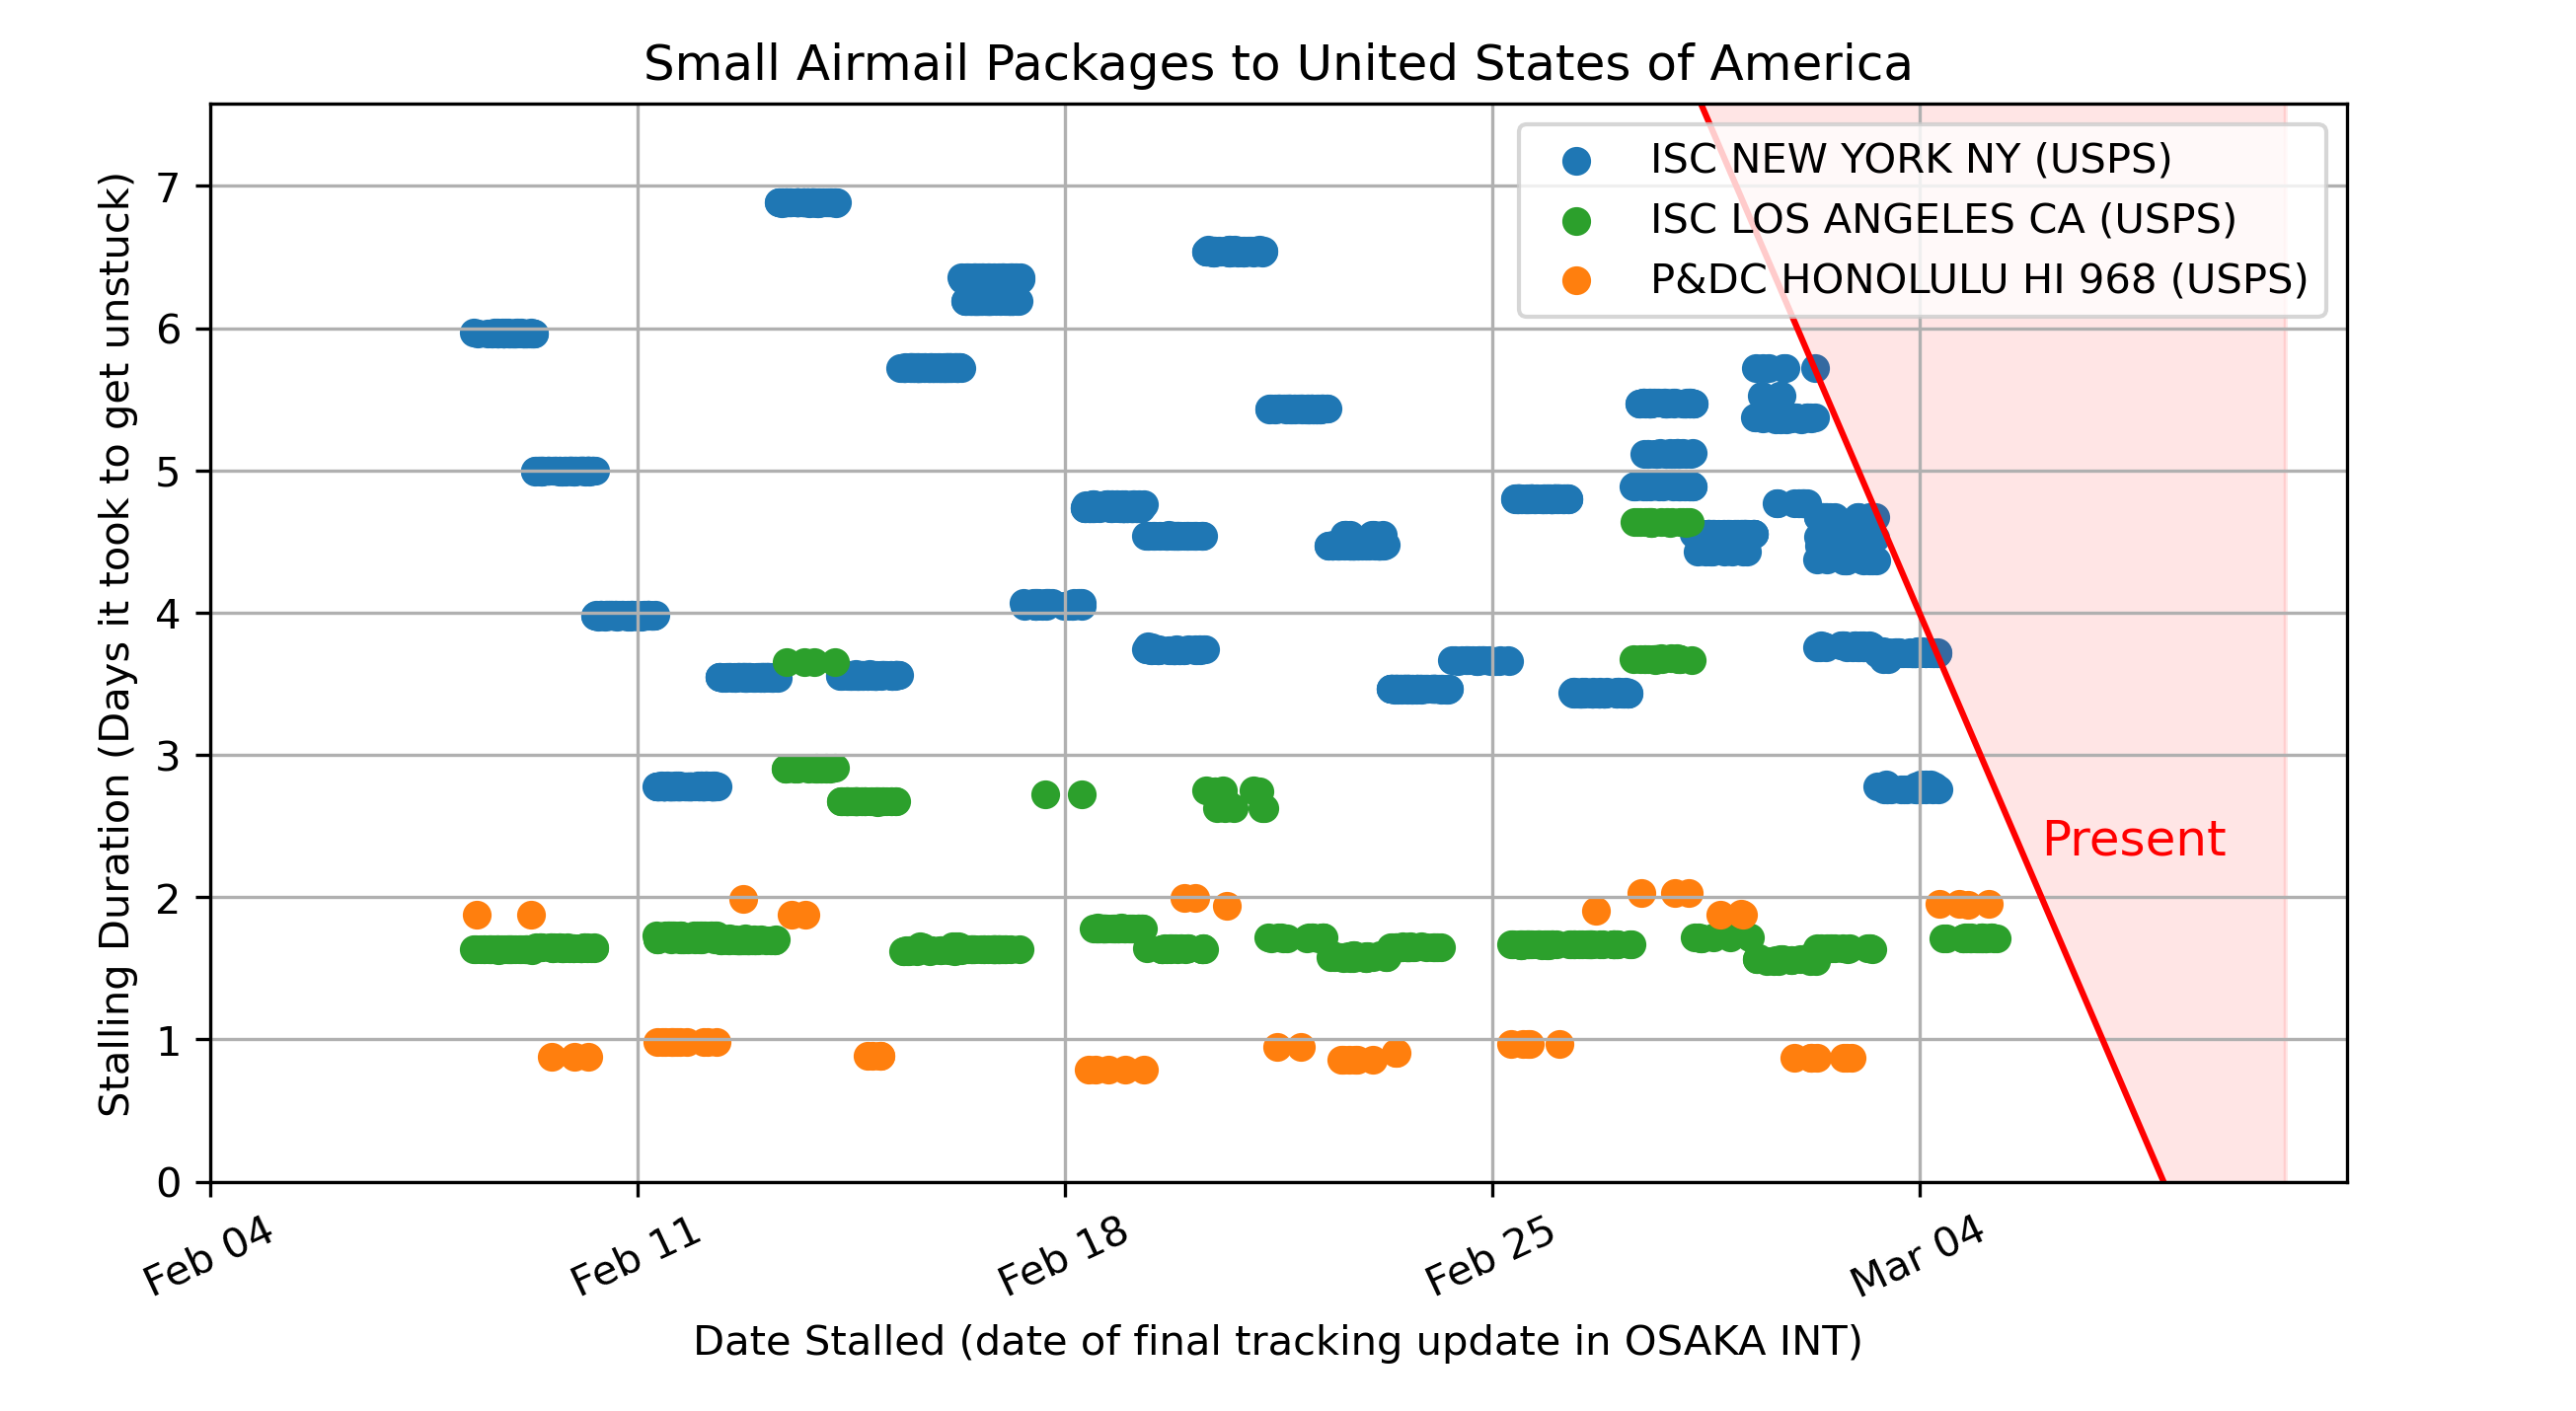 Small Airmail Packages to United States of America
Stalling Duration (Days it took to get unstuck)
7
6
5
4
3
2
1
0
ISC NEW YORK NY (USPS)
ISC LOS ANGELES CA (USPS)
P&DC HONOLULU HI 968 (USPS)
Present
Feb 04
Feb 11
Feb 18
Feb 25
Mar 04
Date Stalled (date of final tracking update in OSAKA INT)